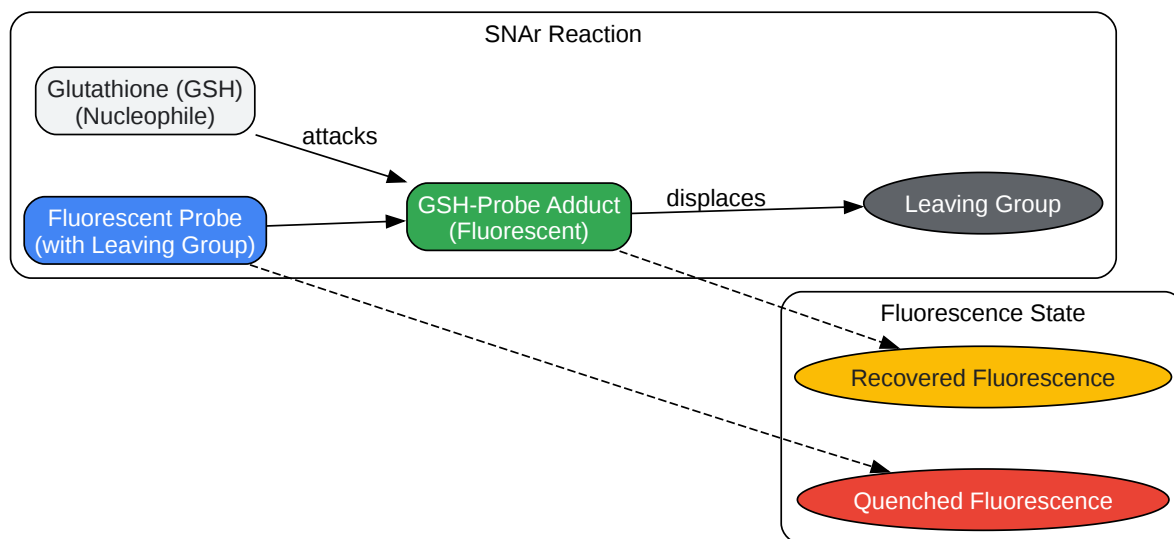 SNAr Reaction
Glutathione (GSH)
(Nucleophile)
attacks
Fluorescent Probe
(with Leaving Group)
GSH-Probe Adduct
(Fluorescent)
displaces
Leaving Group
Fluorescence State
Recovered Fluorescence
Quenched Fluorescence